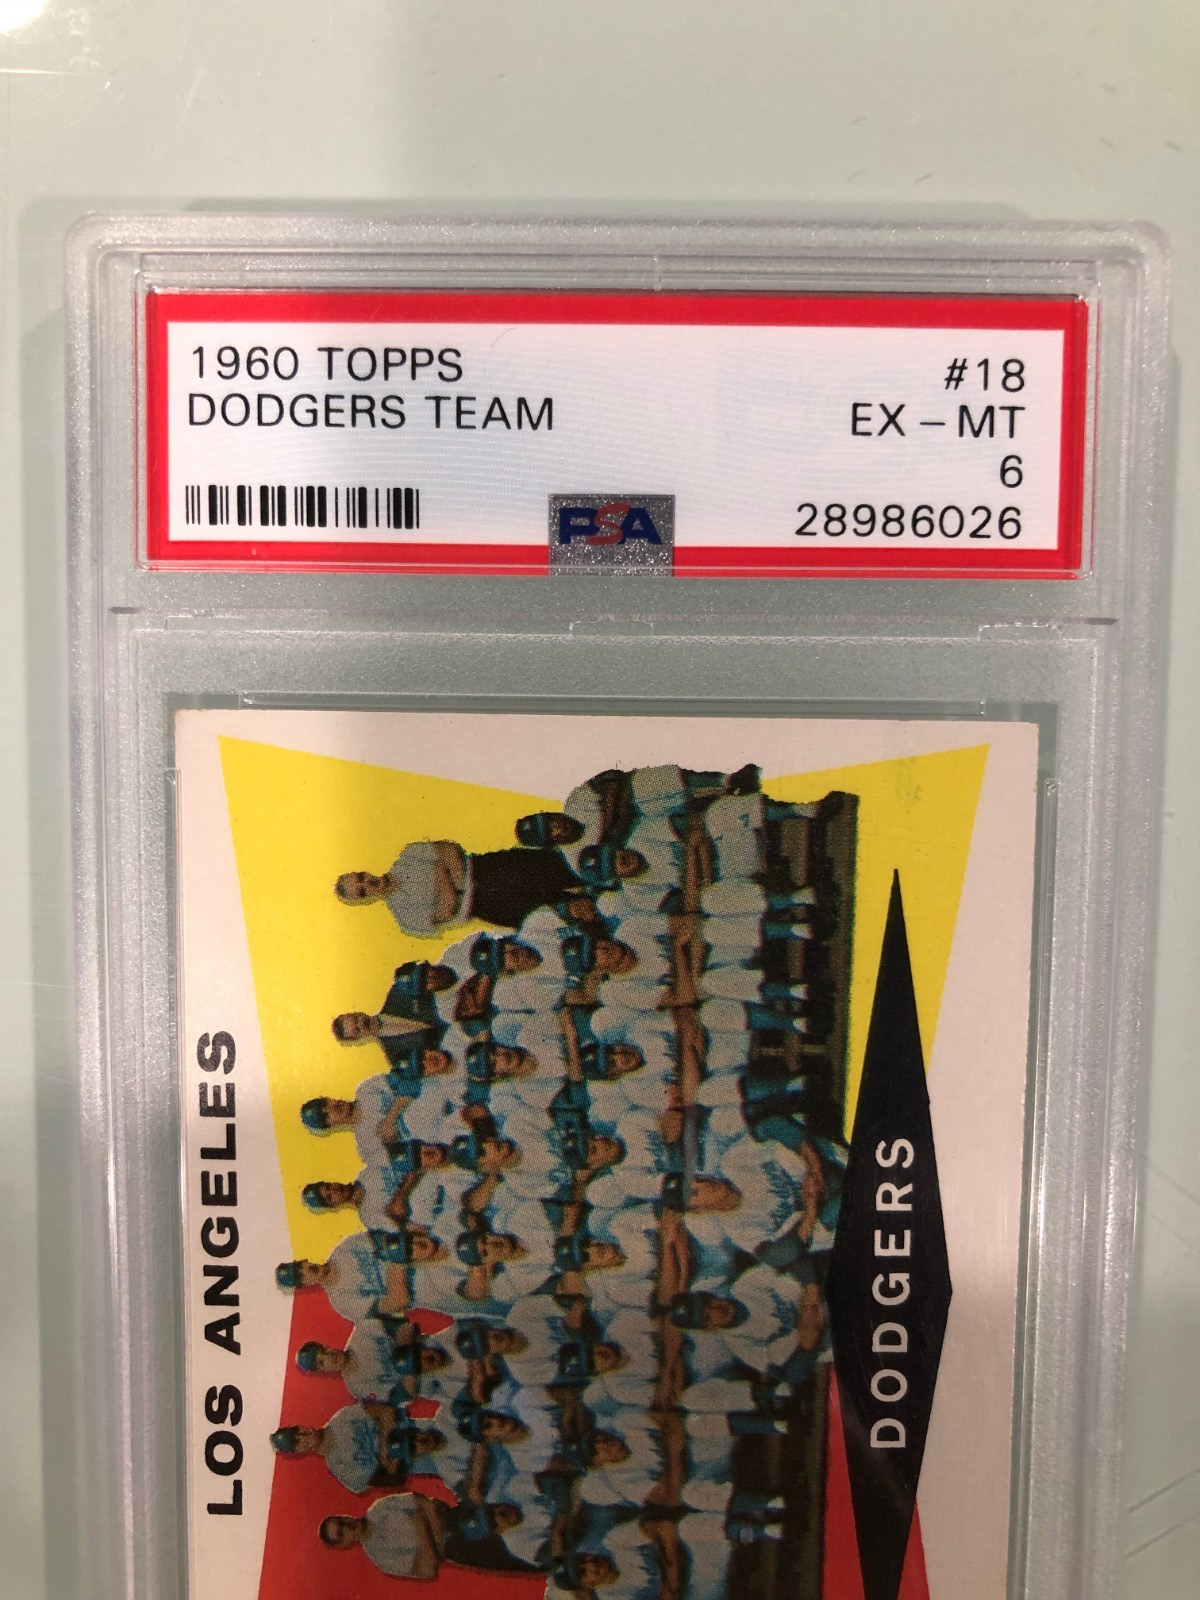 1960 TOPPS
DODGERS TEAM
#18
EX - MT
6
28986026
PSA
LOS ANGELES
DODGERS